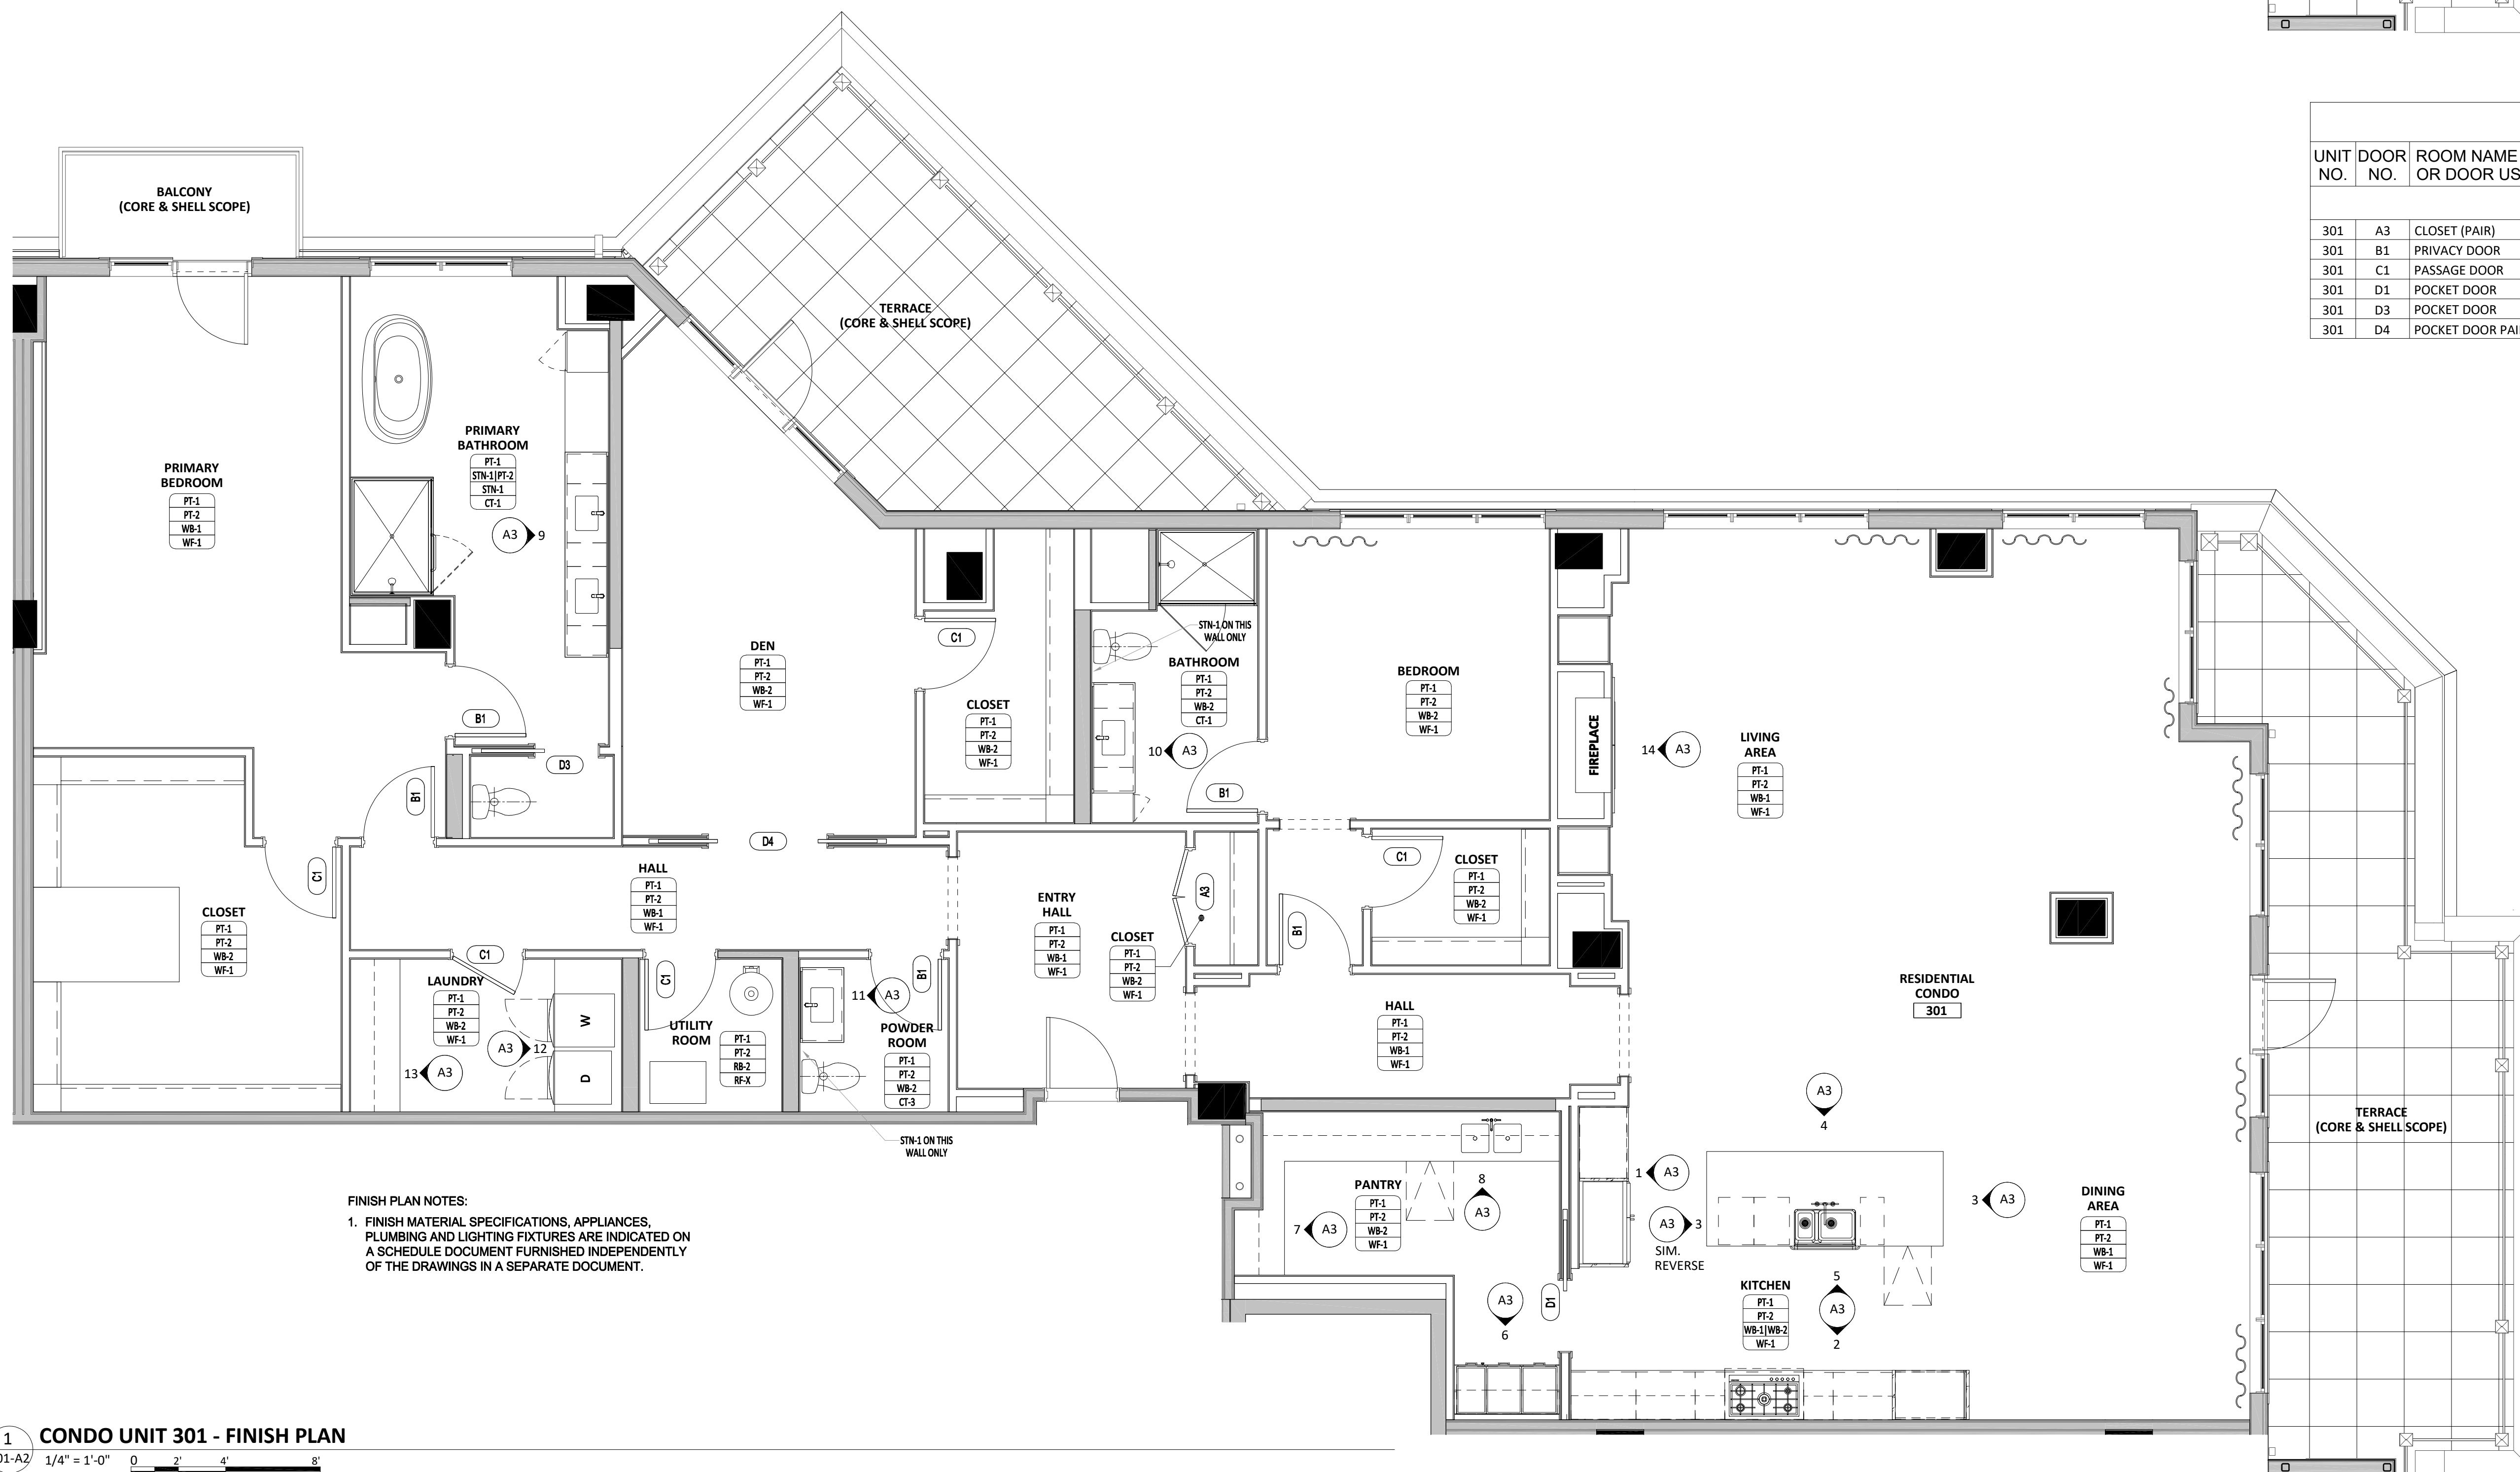 BALCONY
(CORE & SHELL SCOPE)
TERRACE
(CORE & SHELL SCOPE)
UNIT NO.
DOOR NO.
ROOM NAME
OR DOOR US
301 A3 CLOSET (PAIR)
301 B1 PRIVACY DOOR
301 C1 PASSAGE DOOR
301 D1 POCKET DOOR
301 D3 POCKET DOOR
301 D4 POCKET DOOR PAI
PRIMARY
BEDROOM
PT-1
PT-2
WB-1
WF-1
PRIMARY
BATHROOM
PT-1
STN-1|PT-2
STN-1
CT-1
A3 9
B1
D3
B1
C1
CLOSET
PT-1
PT-2
WB-2
WF-1
DEN
PT-1
PT-2
WB-2
WF-1
D4
C1
CLOSET
PT-1
PT-2
WB-2
WF-1
STN-1 ON THIS
WALL ONLY
BATHROOM
PT-1
PT-2
WB-2
CT-1
10 A3
B1
BEDROOM
PT-1
PT-2
WB-2
WF-1
FIREPLACE
14 A3
LIVING
AREA
PT-1
PT-2
WB-1
WF-1
HALL
PT-1
PT-2
WB-1
WF-1
ENTRY
HALL
PT-1
PT-2
WB-1
WF-1
CLOSET
PT-1
PT-2
WB-2
WF-1
A3
B1
C1
CLOSET
PT-1
PT-2
WB-2
WF-1
C1
LAUNDRY
PT-1
PT-2
WB-2
WF-1
A3 12
13 A3
W
D
C1
UTILITY
ROOM
PT-1
PT-2
RB-2
RF-X
11 A3
B1
POWDER
ROOM
PT-1
PT-2
WB-2
CT-3
STN-1 ON THIS
WALL ONLY
HALL
PT-1
PT-2
WB-1
WF-1
RESIDENTIAL
CONDO
301
A3
4
TERRACE
(CORE & SHELL SCOPE)
PANTRY
PT-1
PT-2
WB-2
WF-1
7 A3
8
A3
A3
6
D1
1 A3
A3 3
SIM.
REVERSE
3 A3
DINING
AREA
PT-1
PT-2
WB-1
WF-1
KITCHEN
PT-1
PT-2
WB-1|WB-2
WF-1
5
A3
2
FINISH PLAN NOTES:
1. FINISH MATERIAL SPECIFICATIONS, APPLIANCES,
PLUMBING AND LIGHTING FIXTURES ARE INDICATED ON
A SCHEDULE DOCUMENT FURNISHED INDEPENDENTLY
OF THE DRAWINGS IN A SEPARATE DOCUMENT.
1
01-A2
CONDO UNIT 301 - FINISH PLAN
1/4" = 1'-0"
0 2' 4' 8'